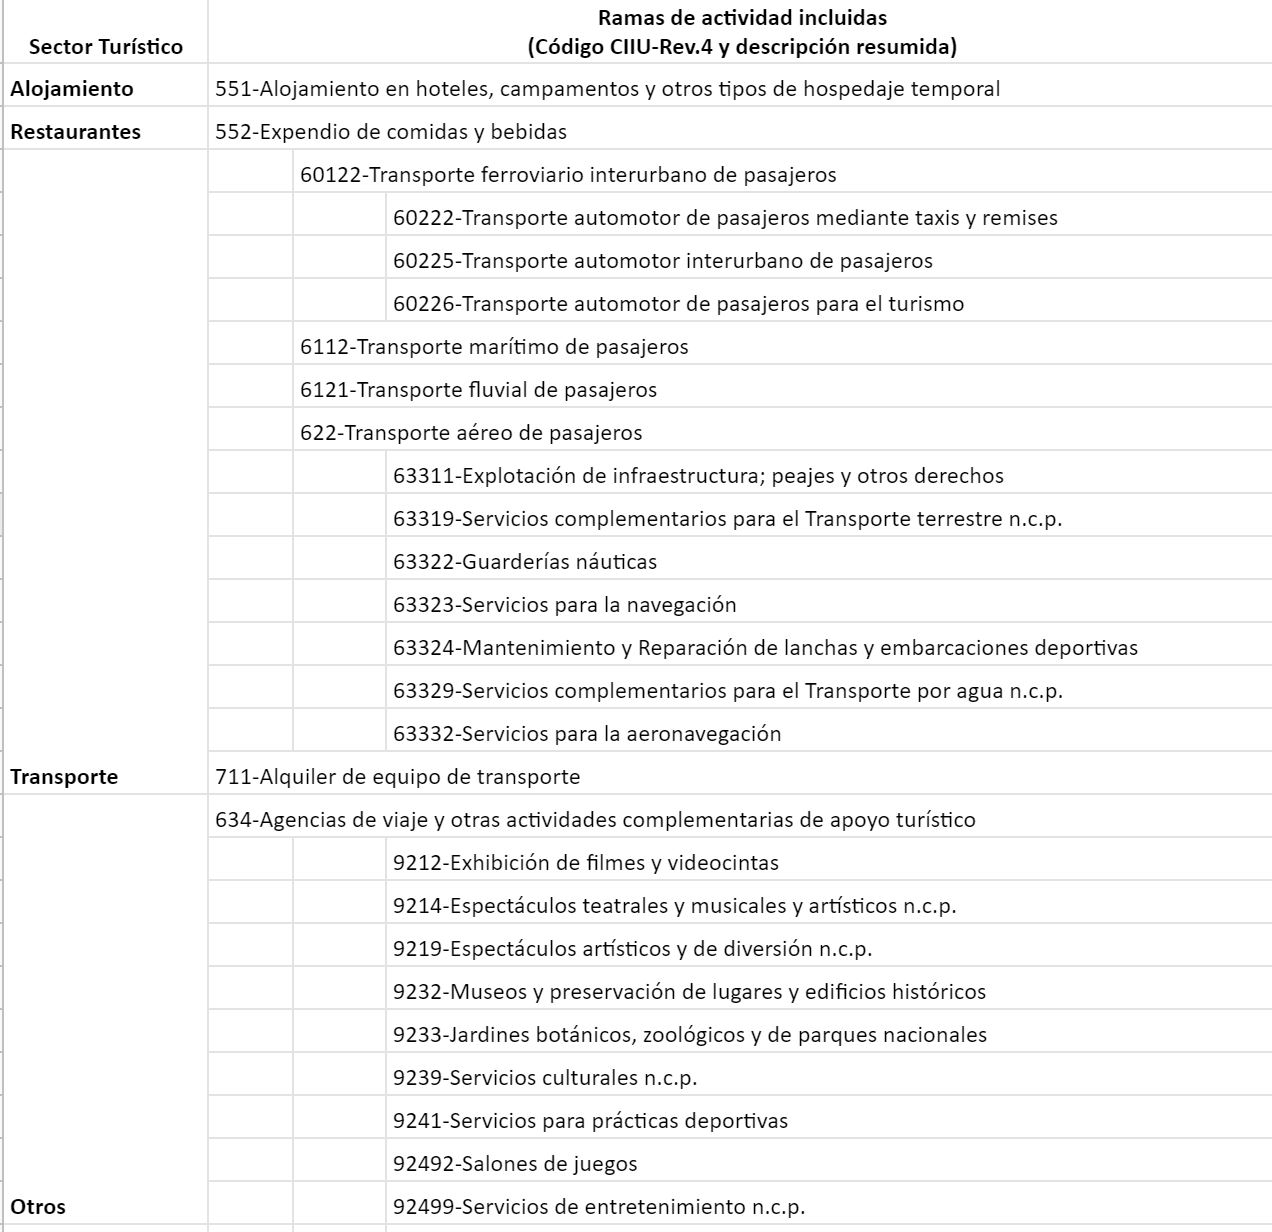 Sector Turístico
Ramas de actividad incluidas
(Código CIIU-Rev.4 y descripción resumida)
Alojamiento 551-Alojamiento en hoteles, campamentos y otros tipos de hospedaje temporal
Restaurantes 552-Expendio de comidas y bebidas
60122-Transporte ferroviario interurbano de pasajeros
60222-Transporte automotor de pasajeros mediante taxis y remises
60225-Transporte automotor interurbano de pasajeros
60226-Transporte automotor de pasajeros para el turismo
6112-Transporte marítimo de pasajeros
6121-Transporte fluvial de pasajeros
622-Transporte aéreo de pasajeros
63311-Explotación de infraestructura; peajes y otros derechos
63319-Servicios complementarios para el Transporte terrestre n.c.p.
63322-Guarderías náuticas
63323-Servicios para la navegación
63324-Mantenimiento y Reparación de lanchas y embarcaciones deportivas
63329-Servicios complementarios para el Transporte por agua n.c.p.
63332-Servicios para la aeronavegación
Transporte 711-Alquiler de equipo de transporte
634-Agencias de viaje y otras actividades complementarias de apoyo turístico
9212-Exhibición de filmes y videocintas
9214-Espectáculos teatrales y musicales y artísticos n.c.p.
9219-Espectáculos artísticos y de diversión n.c.p.
9232-Museos y preservación de lugares y edificios históricos
9233-Jardines botánicos, zoológicos y de parques nacionales
9239-Servicios culturales n.c.p.
9241-Servicios para prácticas deportivas
92492-Salones de juegos
Otros 92499-Servicios de entretenimiento n.c.p.